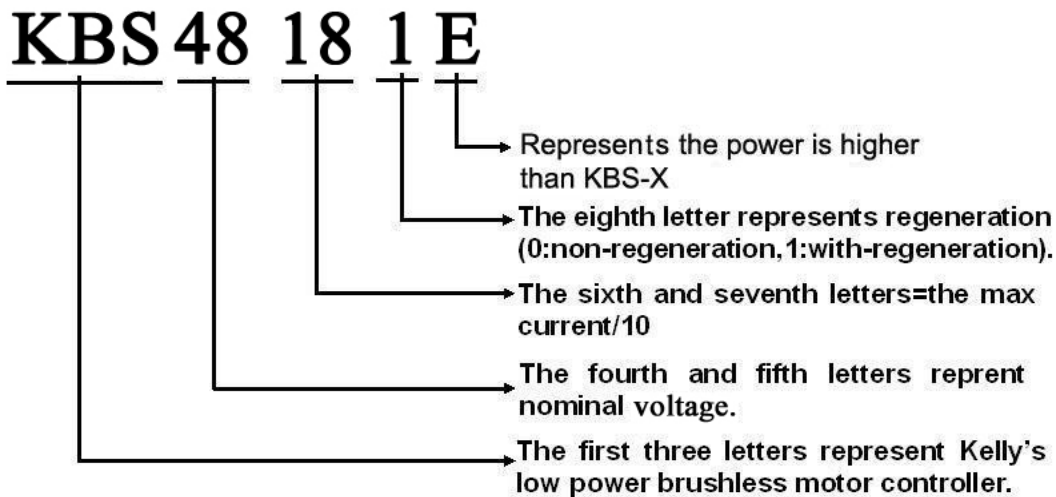 KBS 48 18 1 E
Represents the power is higher
than KBS-X
The eighth letter represents regeneration
(0:non-regeneration,1:with-regeneration).
The sixth and seventh letters=the max
current/10
The fourth and fifth letters reprent
nominal voltage.
The first three letters represent Kelly's
low power brushless motor controller.